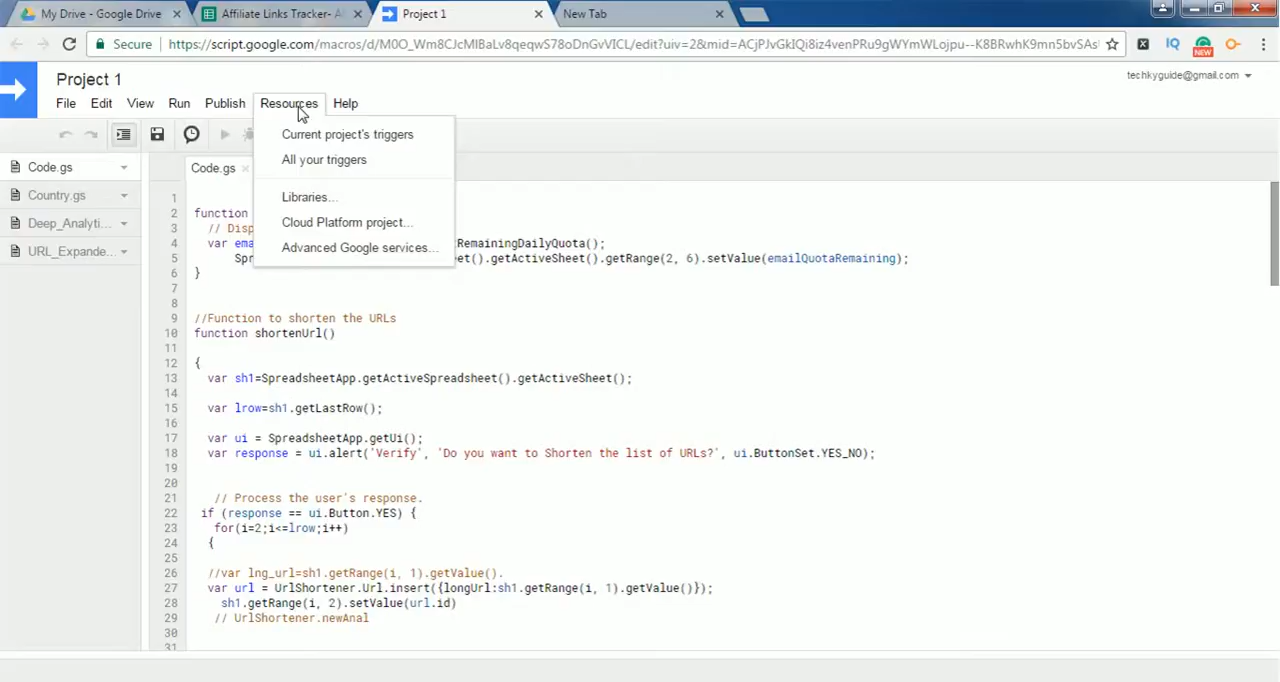 My Drive - Google Drive
Affiliate Links Tracker-
Project 1
New Tab
Secure
https://script.google.com/macros/d/M0O_Wm8CJcMIBaLv8qeqwS78oDnGvVICL/edit?uiv=2&mid=ACjPJvGkIQi8iz4venPRu9gWYmWLojpu--K8BRwhK9mn5bvSAs
X
IQ
NEW
Project 1
techkyguide@gmail.com
File Edit View Run Publish Resources Help
Current project's triggers
All your triggers
Libraries...
Cloud Platform project...
Advanced Google services...
Code.gs
Country.gs
Deep_Analyti...
URL_Expande...
Code.gs
1
2 function
3 // Disp
4 var ema RemainingDailyQuota();
5 Spr et().getActiveSheet().getRange(2, 6).setValue(emailQuotaRemaining);
6 }
7
8
9 //Function to shorten the URLs
10 function shortenUrl()
11
12 {
13 var sh1=SpreadsheetApp.getActiveSpreadsheet().getActiveSheet();
14
15 var lrow=sh1.getLastRow();
16
17 var ui = SpreadsheetApp.getUi();
18 var response = ui.alert('Verify', 'Do you want to Shorten the list of URLs?', ui.ButtonSet.YES_NO);
19
20
21 // Process the user's response.
22 if (response == ui.Button.YES) {
23 for(i=2;i<=lrow;i++)
24 {
25
26 //var lng_url=sh1.getRange(i, 1).getValue().
27 var url = UrlShortener.Url.insert({longUrl:sh1.getRange(i, 1).getValue()});
28 sh1.getRange(i, 2).setValue(url.id)
29 // UrlShortener.newAnal
30
31